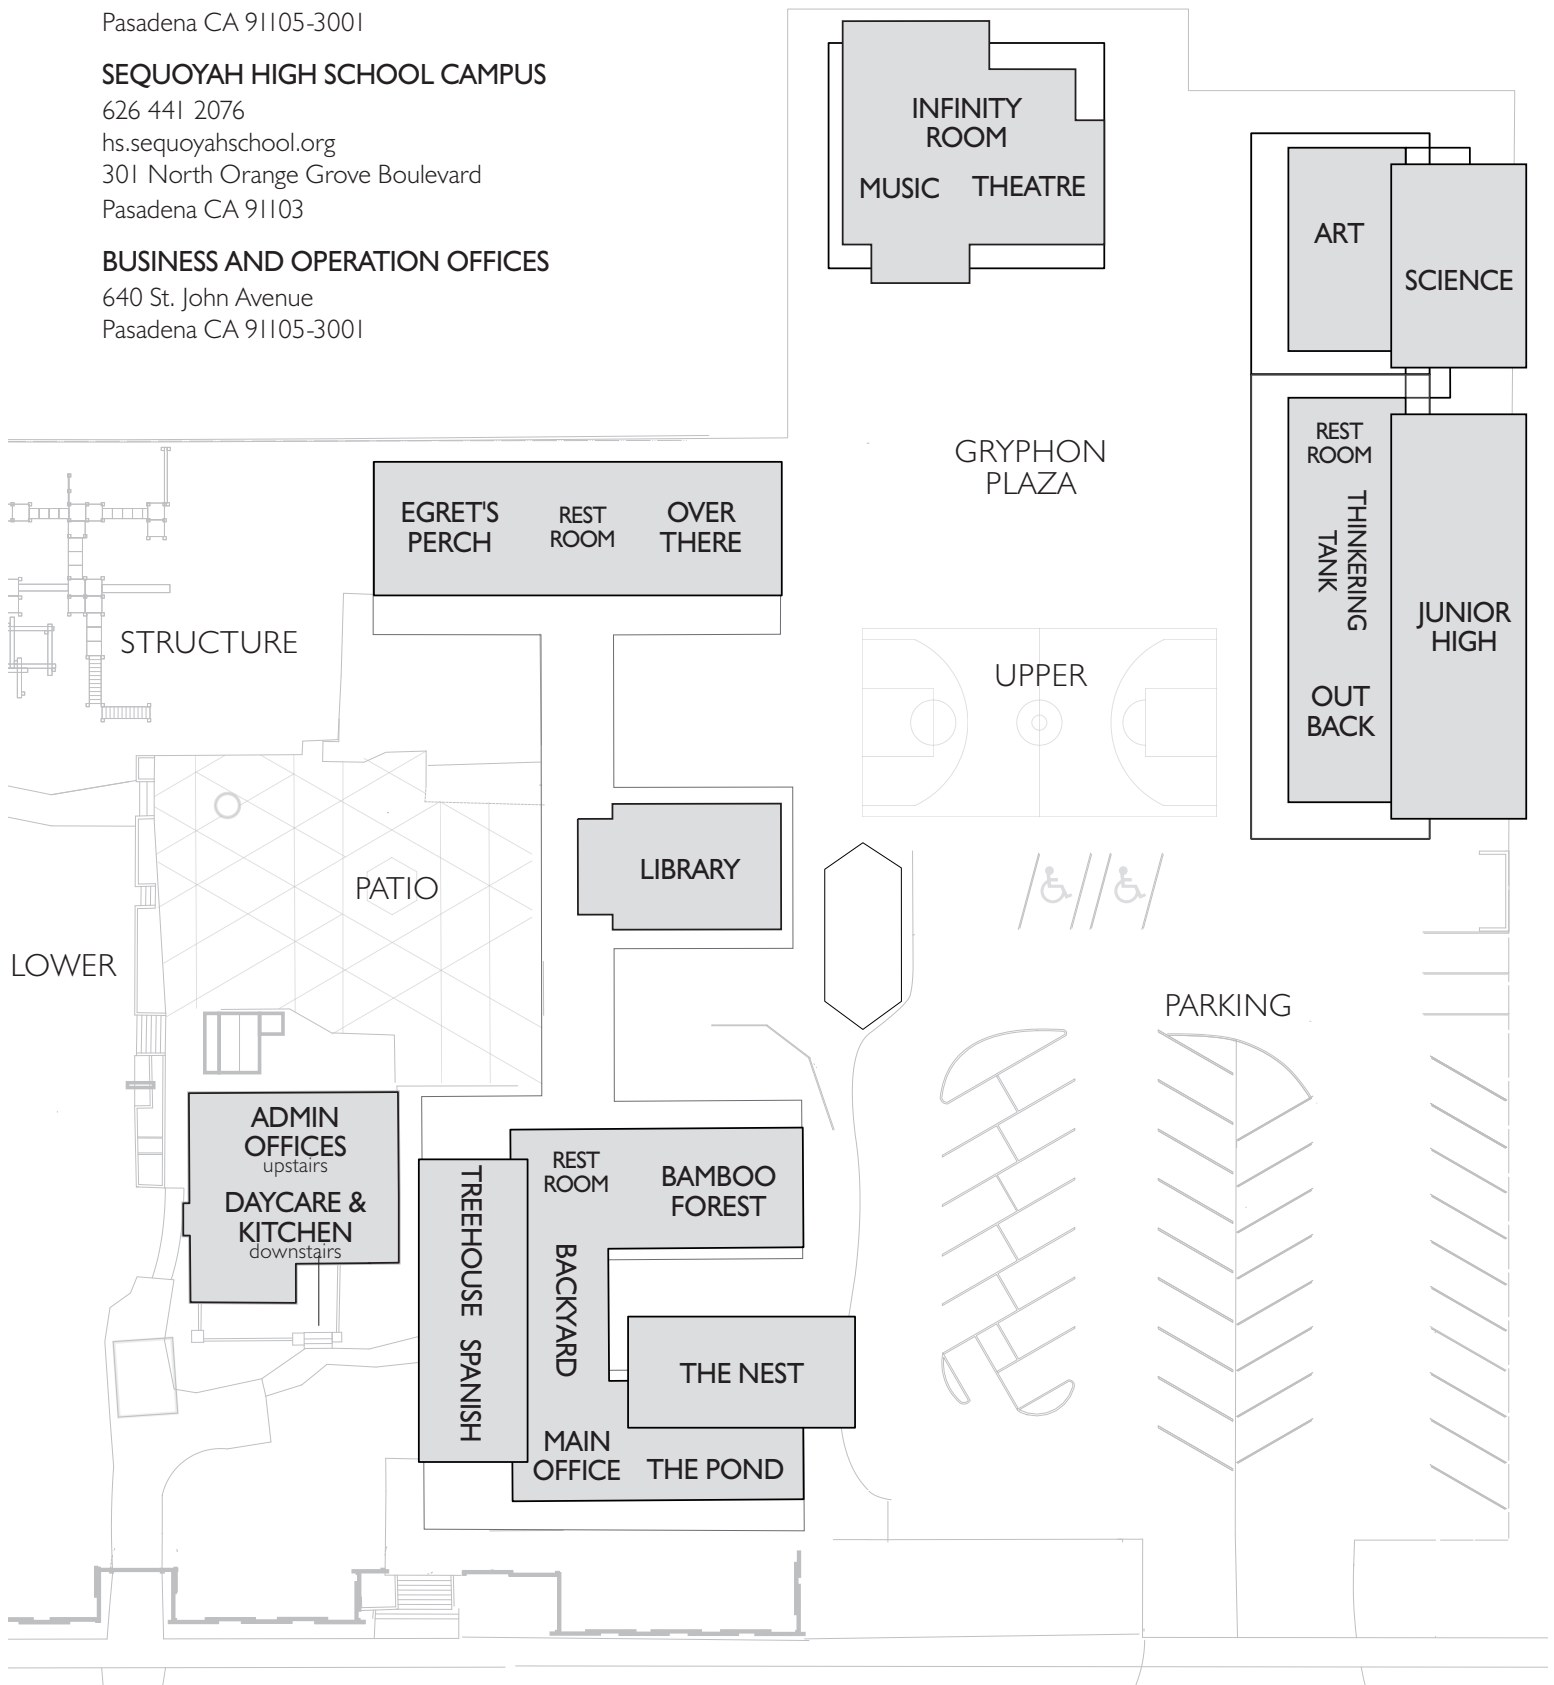 Pasadena CA 91105-3001
SEQUOYAH HIGH SCHOOL CAMPUS
626 441 2076
hs.sequoyahschool.org
301 North Orange Grove Boulevard
Pasadena CA 91103
BUSINESS AND OPERATION OFFICES
640 St. John Avenue
Pasadena CA 91105-3001
INFINITY
ROOM
MUSIC
THEATRE
ART
SCIENCE
GRYPHON
PLAZA
REST
ROOM
THINKERING
TANK
OUT
BACK
JUNIOR
HIGH
EGRET'S
PERCH
REST
ROOM
OVER
THERE
STRUCTURE
UPPER
LIBRARY
PATIO
LOWER
PARKING
ADMIN
OFFICES
upstairs
DAYCARE &
KITCHEN
downstairs
TREEHOUSE
SPANISH
REST
ROOM
BAMBOO
FOREST
BACKYARD
THE NEST
MAIN
OFFICE
THE POND